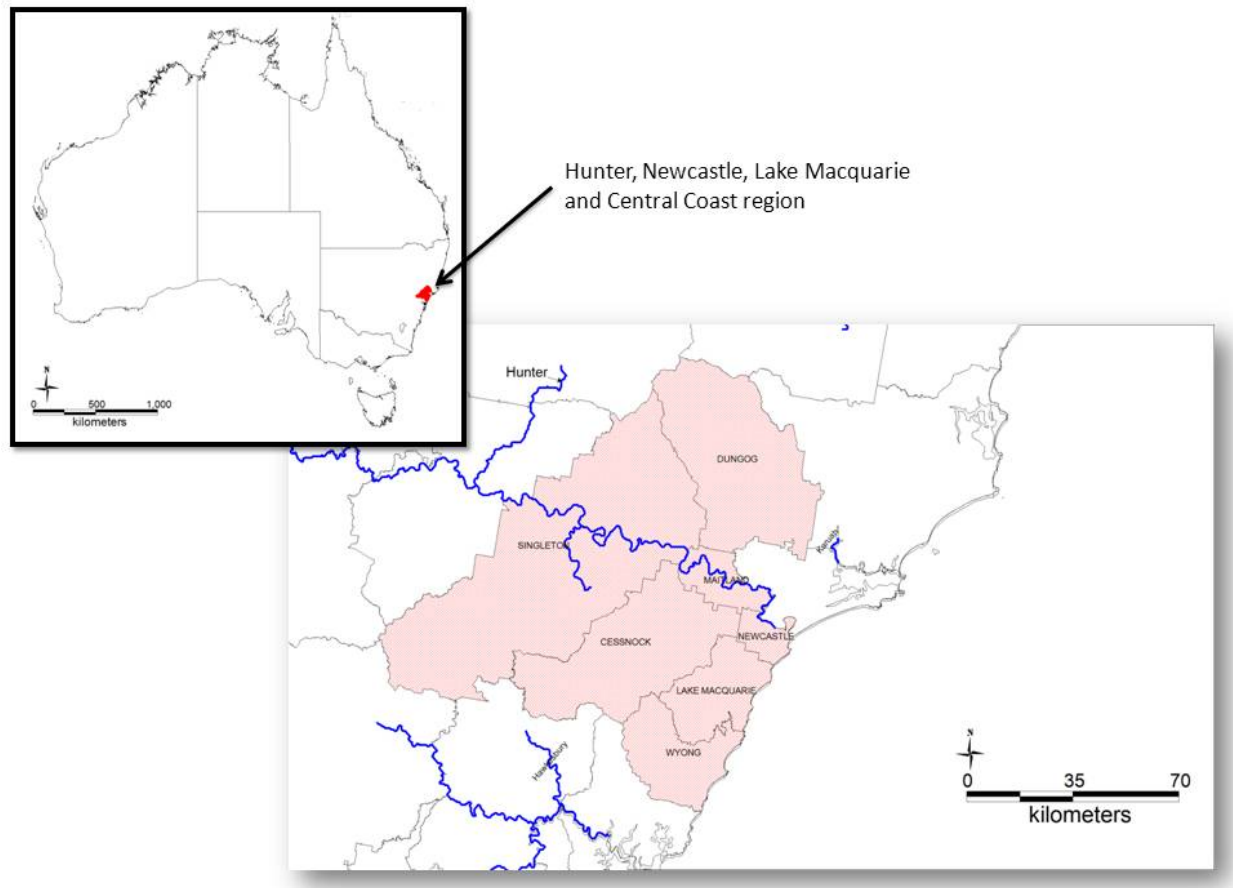 Hunter, Newcastle, Lake Macquarie
and Central Coast region
N
0 500 1,000
kilometers
Hunter
DUNGOG
SINGLETON
MAITLAND
Karuah
CESSNOCK
NEWCASTLE
LAKE MACQUARIE
WYONG
Hawkesbury
N
0 35 70
kilometers